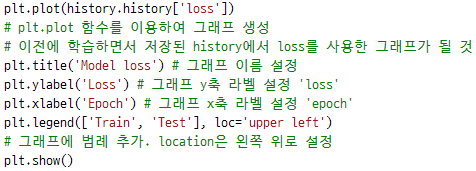 plt.plot(history.history['loss'])
# plt.plot 함수를 이용하여 그래프 생성
# 이전에 학습하면서 저장된 history에서 loss를 사용한 그래프가 될 것
plt.title('Model loss') # 그래프 이름 설정
plt.ylabel('Loss') # 그래프 y축 라벨 설정 'loss'
plt.xlabel('Epoch') # 그래프 x축 라벨 설정 'epoch'
plt.legend(['Train', 'Test'], loc='upper left')
# 그래프에 범례 추가. location은 왼쪽 위로 설정
plt.show()